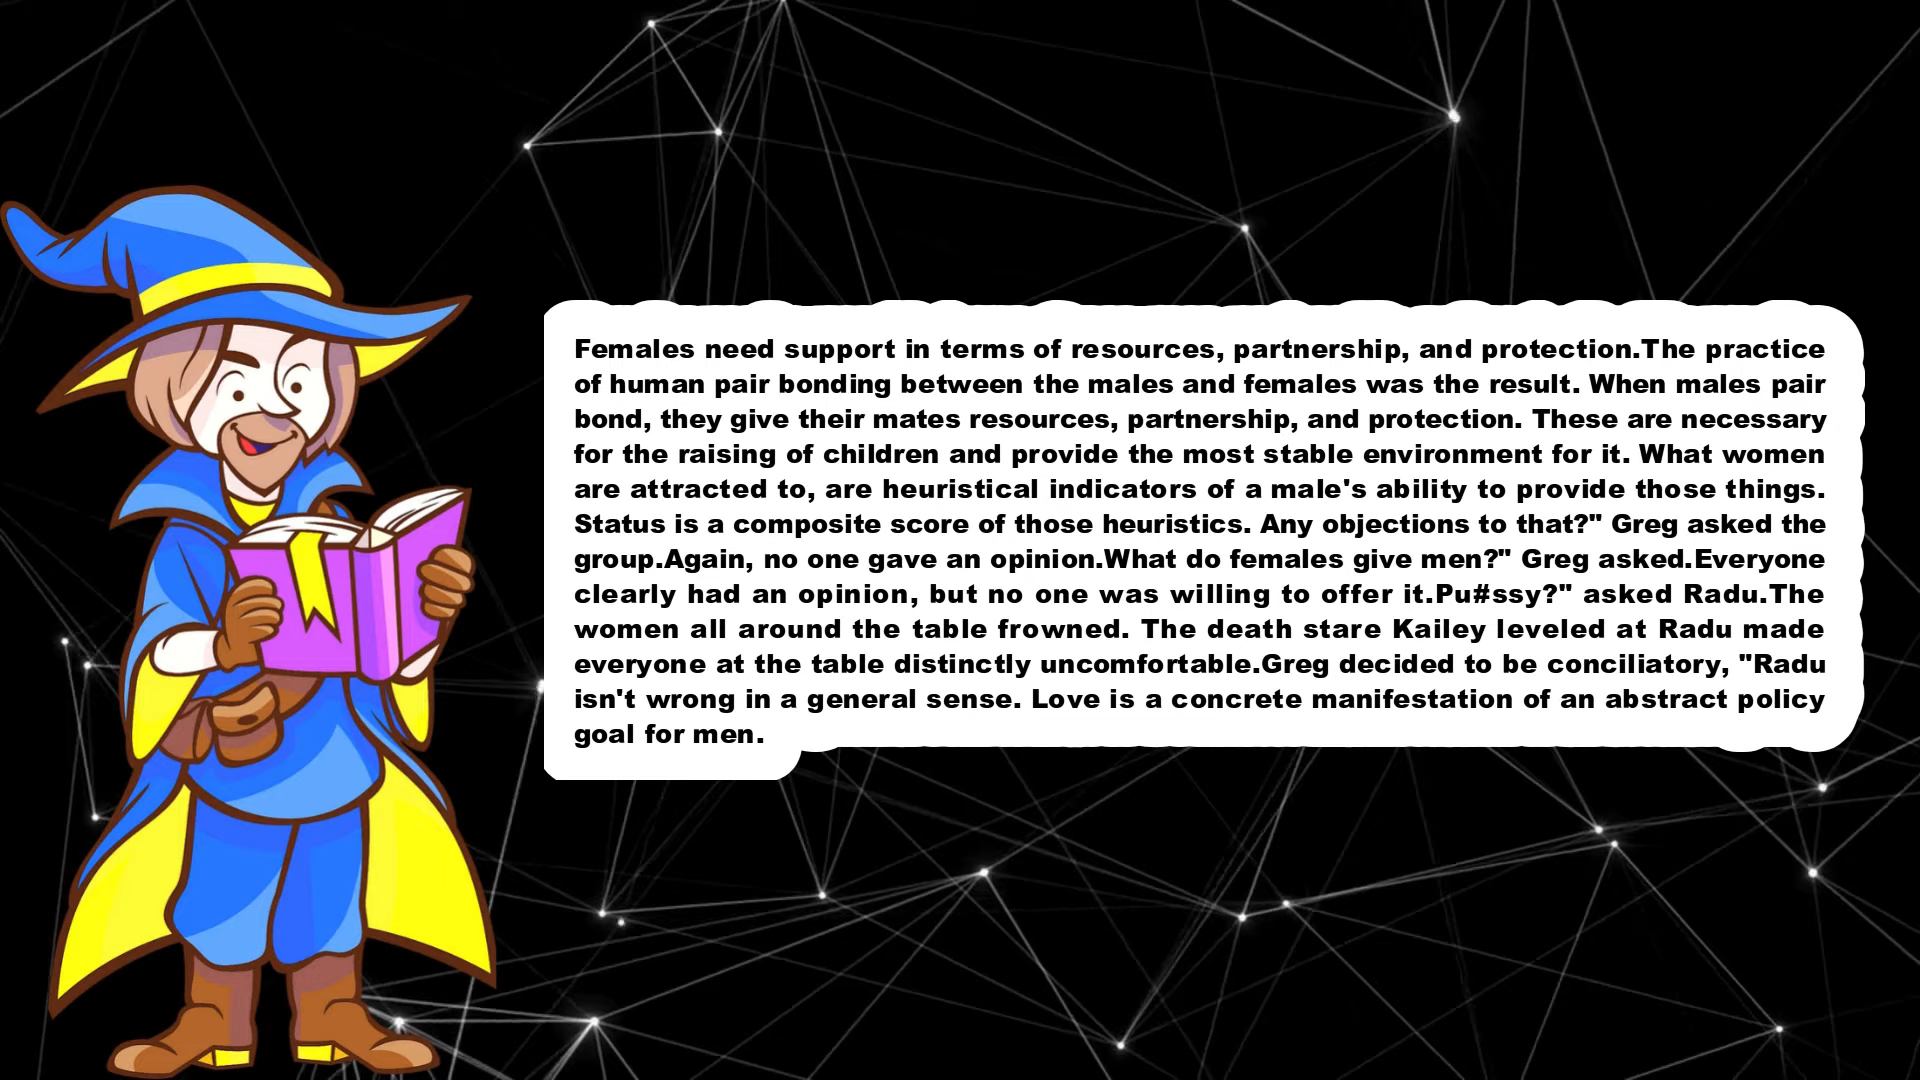 Females need support in terms of resources, partnership, and protection.The practice
of human pair bonding between the males and females was the result. When males pair
bond, they give their mates resources, partnership, and protection. These are necessary
for the raising of children and provide the most stable environment for it. What women
are attracted to, are heuristical indicators of a male's ability to provide those things.
Status is a composite score of those heuristics. Any objections to that?" Greg asked the
group.Again, no one gave an opinion.What do females give men?" Greg asked.Everyone
clearly had an opinion, but no one was willing to offer it.Pu#ssy?" asked Radu.The
women all around the table frowned. The death stare Kailey leveled at Radu made
everyone at the table distinctly uncomfortable.Greg decided to be conciliatory, "Radu
isn't wrong in a general sense. Love is a concrete manifestation of an abstract policy
goal for men.